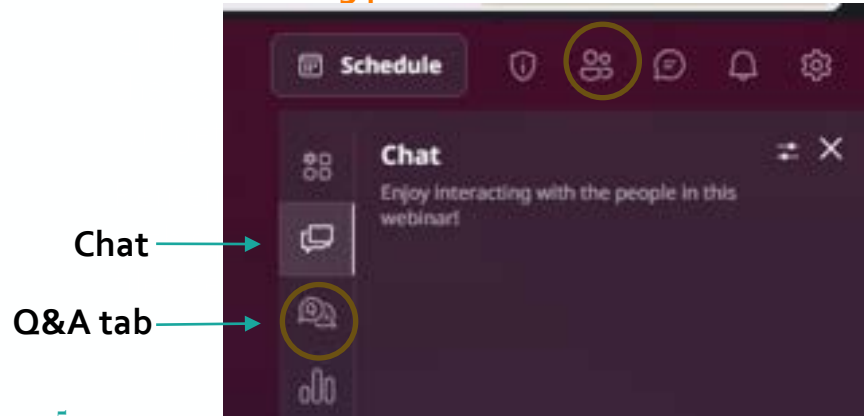 Schedule
Chat
Enjoy interacting with the people in this
webinar!
Chat
Q&A tab